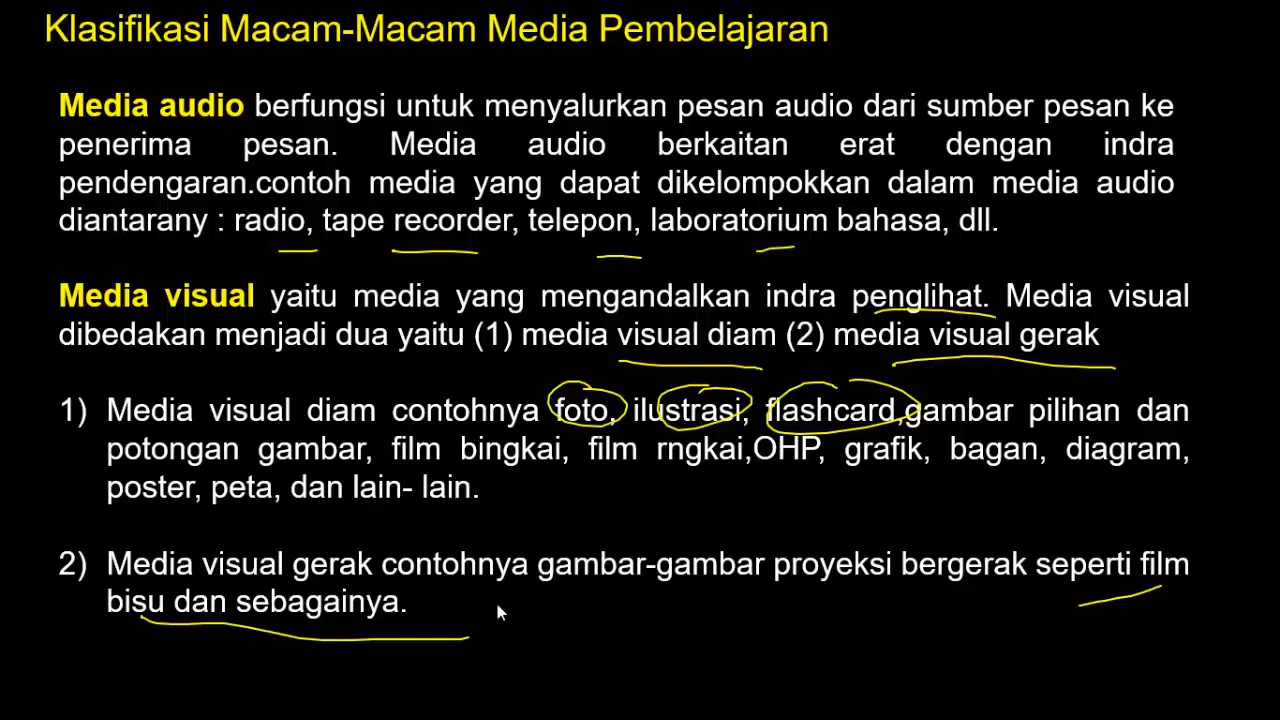 Klasifikasi Macam-Macam Media Pembelajaran
Media audio berfungsi untuk menyalurkan pesan audio dari sumber pesan ke
penerima pesan. Media audio berkaitan erat dengan indra
pendengaran.contoh media yang dapat dikelompokkan dalam media audio
diantarany : radio, tape recorder, telepon, laboratorium bahasa, dll.
Media visual yaitu media yang mengandalkan indra penglihat. Media visual
dibedakan menjadi dua yaitu (1) media visual diam (2) media visual gerak
1) Media visual diam contohnya foto, ilustrasi, flashcard,gambar pilihan dan
potongan gambar, film bingkai, film rngkai,OHP, grafik, bagan, diagram,
poster, peta, dan lain- lain.
2) Media visual gerak contohnya gambar-gambar proyeksi bergerak seperti film
bisu dan sebagainya.